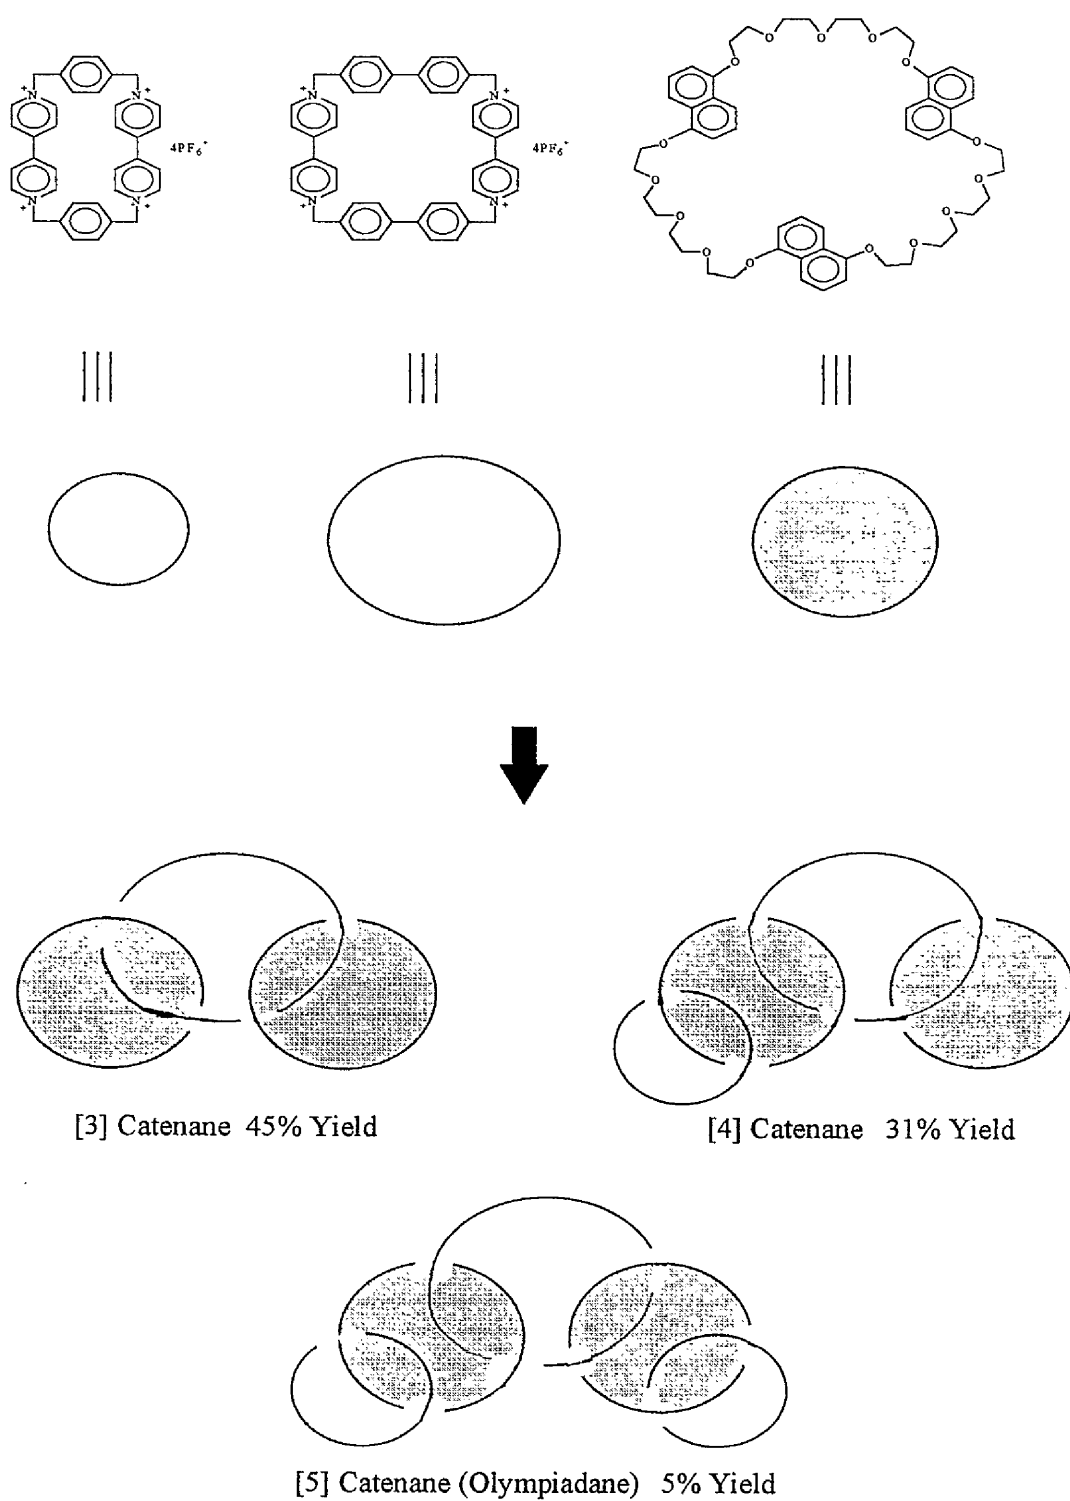 O O O O O
N+ N+ N+ N+ O O
4PF6+ 4PF6+ O O
O O
N+ N+ N+ N+ O O
O O O O
[3] Catenane 45% Yield
[4] Catenane 31% Yield
[5] Catenane (Olympiadane) 5% Yield